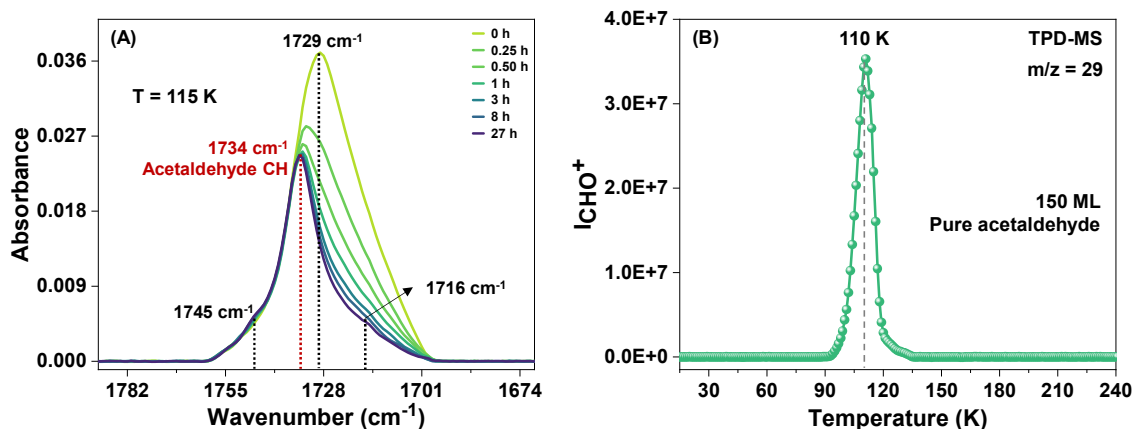 (A)
1729 cm⁻¹
0 h
0.25 h
0.50 h
1 h
3 h
8 h
27 h
T = 115 K
1734 cm⁻¹
Acetaldehyde CH
1745 cm⁻¹
1716 cm⁻¹
Absorbance
0.036
0.027
0.018
0.009
0.000
1782
1755
1728
1701
1674
Wavenumber (cm⁻¹)
(B)
110 K
TPD-MS
m/z = 29
150 ML
Pure acetaldehyde
I_CHO⁺
4.0E+7
3.0E+7
2.0E+7
1.0E+7
0.0E+0
30
60
90
120
150
180
210
240
Temperature (K)